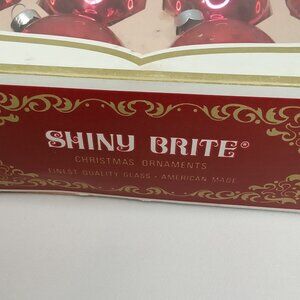 SHINY BRITE®
CHRISTMAS ORNAMENTS
FINEST QUALITY GLASS • AMERICAN MADE